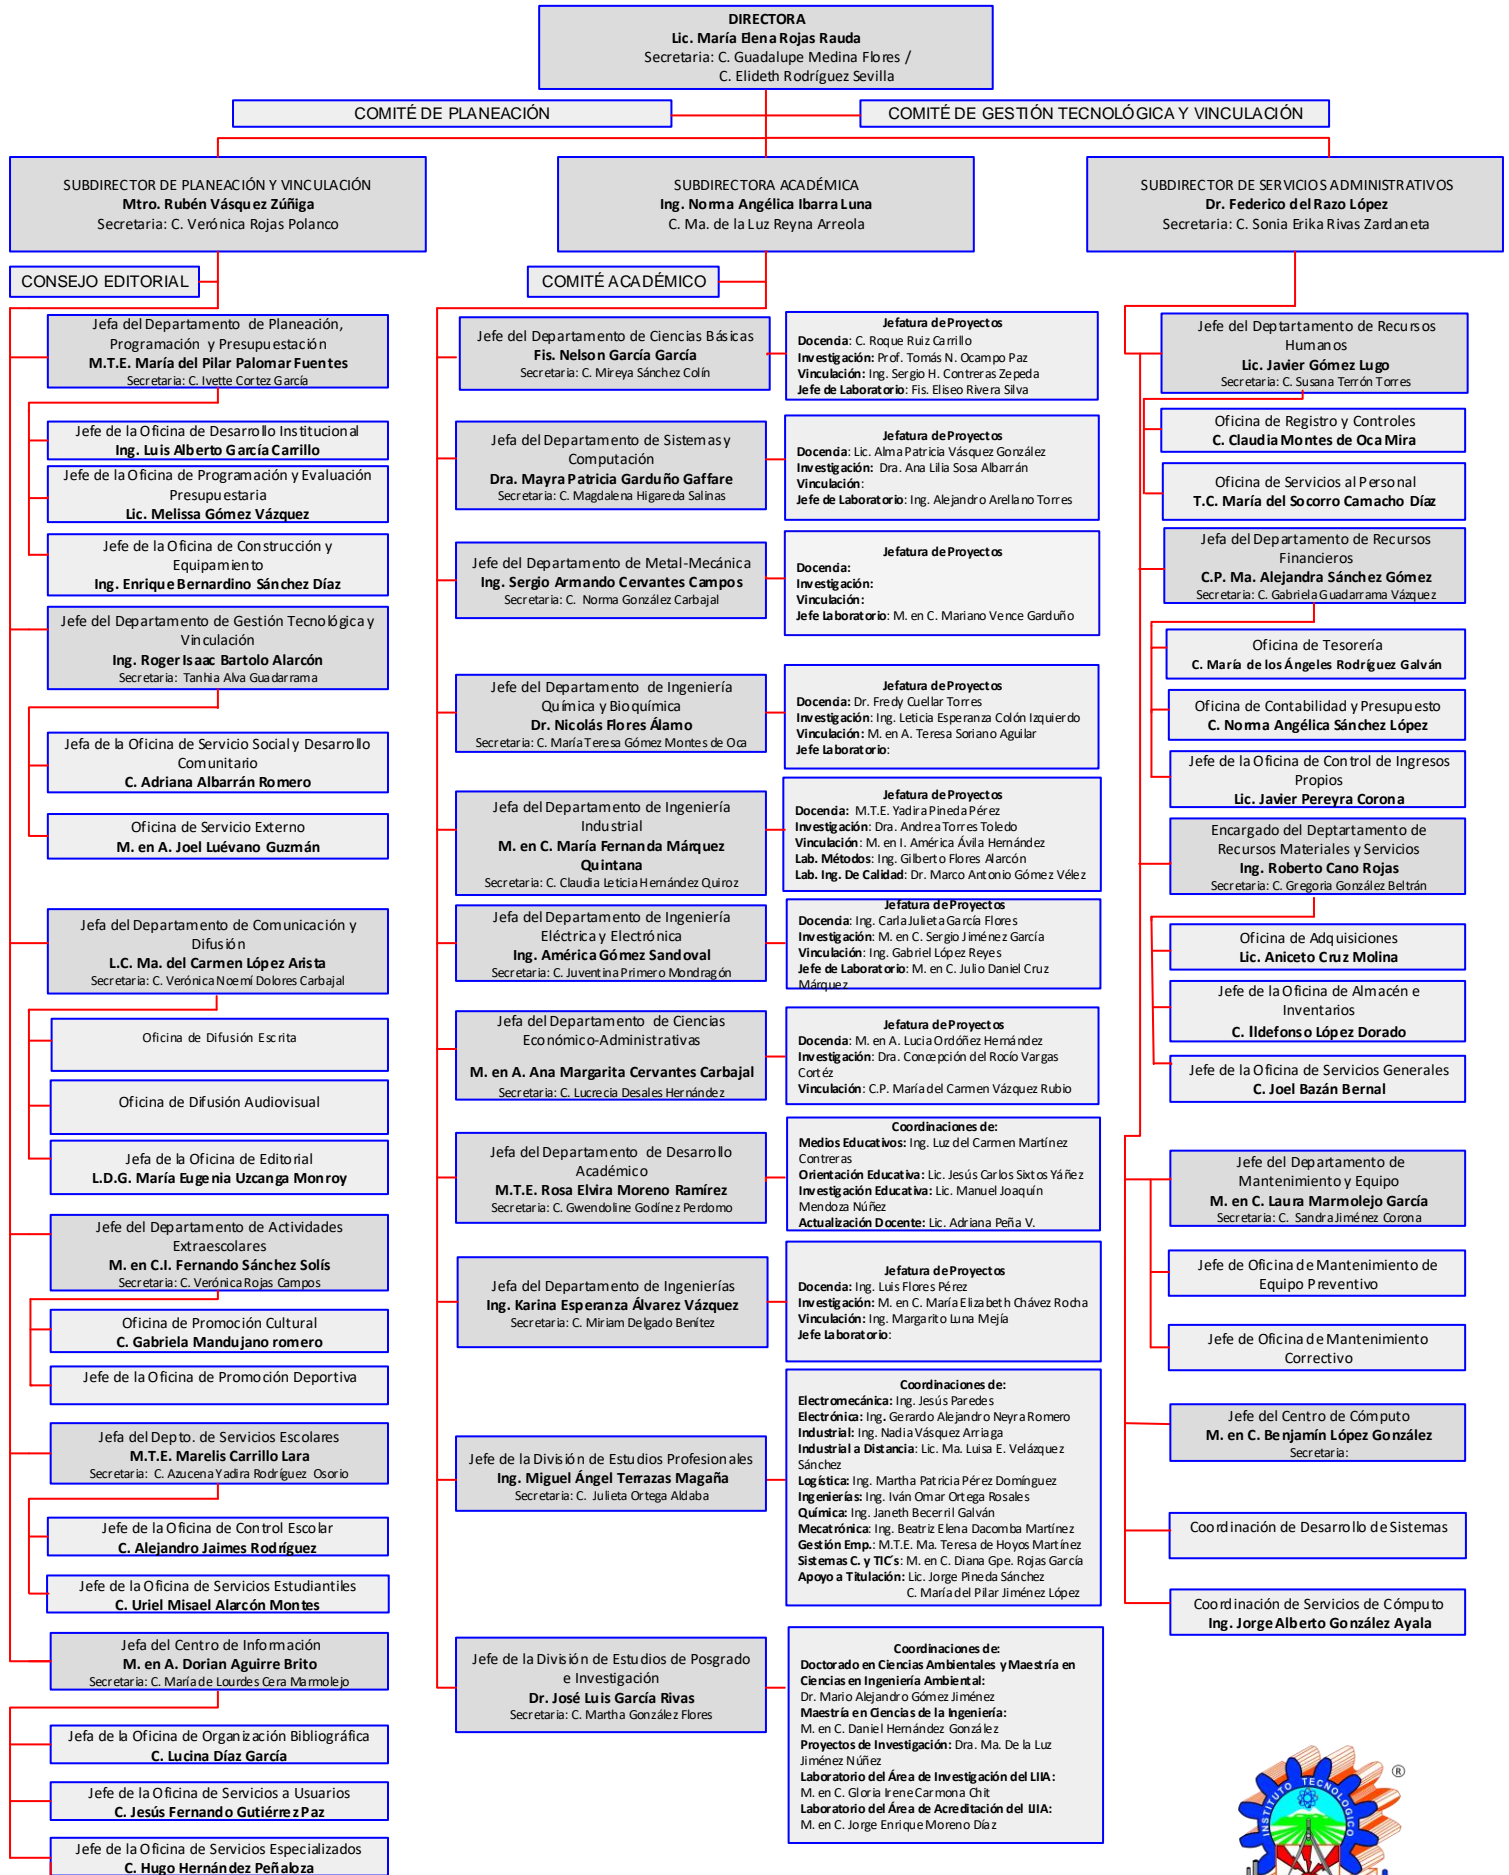 DIRECTORA
Lic. María Elena Rojas Rauda
Secretaria: C. Guadalupe Medina Flores /
C. Elideth Rodríguez Sevilla
COMITÉ DE PLANEACIÓN
COMITÉ DE GESTIÓN TECNOLÓGICA Y VINCULACIÓN
SUBDIRECTOR DE PLANEACIÓN Y VINCULACIÓN
Mtro. Rubén Vásquez Zúñiga
Secretaria: C. Verónica Rojas Polanco
SUBDIRECTORA ACADÉMICA
Ing. Norma Angélica Ibarra Luna
C. Ma. de la Luz Reyna Arreola
SUBDIRECTOR DE SERVICIOS ADMINISTRATIVOS
Dr. Federico del Razo López
Secretaria: C. Sonia Erika Rivas Zardaneta
CONSEJO EDITORIAL
COMITÉ ACADÉMICO
Jefa del Departamento de Planeación,
Programación y Presupuestación
M.T.E. María del Pilar Palomar Fuentes
Secretaria: C. Ivette Cortez García
Jefe de la Oficina de Desarrollo Institucional
Ing. Luis Alberto García Carrillo
Jefe de la Oficina de Programación y Evaluación
Presupuestaria
Lic. Melissa Gómez Vázquez
Jefe de la Oficina de Construcción y
Equipamiento
Ing. Enrique Bernardino Sánchez Díaz
Jefe del Departamento de Gestión Tecnológica y
Vinculación
Ing. Roger Isaac Bartolo Alarcón
Secretaria: Tanhia Alva Guadarrama
Jefa de la Oficina de Servicio Social y Desarrollo
Comunitario
C. Adriana Albarrán Romero
Oficina de Servicio Externo
M. en A. Joel Luévano Guzmán
Jefa del Departamento de Comunicación y
Difusión
L.C. Ma. del Carmen López Arista
Secretaria: C. Verónica Noemí Dolores Carbajal
Oficina de Difusión Escrita
Oficina de Difusión Audiovisual
Jefa de la Oficina de Editorial
L.D.G. María Eugenia Uzcanga Monroy
Jefe del Departamento de Actividades
Extraescolares
M. en C.I. Fernando Sánchez Solís
Secretaria: C. Verónica Rojas Campos
Oficina de Promoción Cultural
C. Gabriela Mandujano romero
Jefe de la Oficina de Promoción Deportiva
Jefa del Depto. de Servicios Escolares
M.T.E. Marelis Carrillo Lara
Secretaria: C. Azucena Yadira Rodríguez Osorio
Jefe de la Oficina de Control Escolar
C. Alejandro Jaimes Rodríguez
Jefe de la Oficina de Servicios Estudiantiles
C. Uriel Misael Alarcón Montes
Jefa del Centro de Información
M. en A. Dorian Aguirre Brito
Secretaria: C. María de Lourdes Cera Marmolejo
Jefa de la Oficina de Organización Bibliográfica
C. Lucina Díaz García
Jefe de la Oficina de Servicios a Usuarios
C. Jesús Fernando Gutiérrez Paz
Jefe de la Oficina de Servicios Especializados
C. Hugo Hernández Peñaloza
Jefe del Departamento de Ciencias Básicas
Fis. Nelson García García
Secretaria: C. Mireya Sánchez Colín
Jefatura de Proyectos
Docencia: C. Roque Ruiz Carrillo
Investigación: Prof. Tomás N. Ocampo Paz
Vinculación: Ing. Sergio H. Contreras Zepeda
Jefe de Laboratorio: Fis. Eliseo Rivera Silva
Jefa del Departamento de Sistemas y
Computación
Dra. Mayra Patricia Garduño Gaffare
Secretaria: C. Magdalena Higareda Salinas
Jefatura de Proyectos
Docencia: Lic. Alma Patricia Vásquez González
Investigación: Dra. Ana Lilia Sosa Albarrán
Vinculación:
Jefe de Laboratorio: Ing. Alejandro Arellano Torres
Jefe del Departamento de Metal-Mecánica
Ing. Sergio Armando Cervantes Campos
Secretaria: C. Norma González Carbajal
Jefatura de Proyectos
Docencia:
Investigación:
Vinculación:
Jefe Laboratorio: M. en C. Mariano Vence Garduño
Jefe del Departamento de Ingeniería
Química y Bioquímica
Dr. Nicolás Flores Álamo
Secretaria: C. María Teresa Gómez Montes de Oca
Jefatura de Proyectos
Docencia: Dr. Fredy Cuellar Torres
Investigación: Ing. Leticia Esperanza Colón Izquierdo
Vinculación: M. en A. Teresa Soriano Aguilar
Jefe Laboratorio:
Jefa del Departamento de Ingeniería
Industrial
M. en C. María Fernanda Márquez
Quintana
Secretaria: C. Claudia Leticia Hernández Quiroz
Jefatura de Proyectos
Docencia: M.T.E. Yadira Pineda Pérez
Investigación: Dra. Andrea Torres Toledo
Vinculación: M. en I. América Ávila Hernández
Lab. Métodos: Ing. Gilberto Flores Alarcón
Lab. Ing. De Calidad: Dr. Marco Antonio Gómez Vélez
Jefa del Departamento de Ingeniería
Eléctrica y Electrónica
Ing. América Gómez Sandoval
Secretaria: C. Juventina Primero Mondragón
Jefatura de Proyectos
Docencia: Ing. Carla Julieta García Flores
Investigación: M. en C. Sergio Jiménez García
Vinculación: Ing. Gabriel López Reyes
Jefe de Laboratorio: M. en C. Julio Daniel Cruz
Márquez
Jefa del Departamento de Ciencias
Económico-Administrativas
M. en A. Ana Margarita Cervantes Carbajal
Secretaria: C. Lucrecia Desales Hernández
Jefatura de Proyectos
Docencia: M. en A. Lucia Ordóñez Hernández
Investigación: Dra. Concepción del Rocío Vargas
Cortéz
Vinculación: C.P. María del Carmen Vázquez Rubio
Jefa del Departamento de Desarrollo
Académico
M.T.E. Rosa Elvira Moreno Ramírez
Secretaria: C. Gwendoline Godínez Perdomo
Coordinaciones de:
Medios Educativos: Ing. Luz del Carmen Martínez
Contreras
Orientación Educativa: Lic. Jesús Carlos Sixtos Yáñez
Investigación Educativa: Lic. Manuel Joaquín
Mendoza Núñez
Actualización Docente: Lic. Adriana Peña V.
Jefa del Departamento de Ingenierías
Ing. Karina Esperanza Álvarez Vázquez
Secretaria: C. Miriam Delgado Benítez
Jefatura de Proyectos
Docencia: Ing. Luis Flores Pérez
Investigación: M. en C. María Elizabeth Chávez Rocha
Vinculación: Ing. Margarito Luna Mejía
Jefe Laboratorio:
Jefe de la División de Estudios Profesionales
Ing. Miguel Ángel Terrazas Magaña
Secretaria: C. Julieta Ortega Aldaba
Coordinaciones de:
Electromecánica: Ing. Jesús Paredes
Electrónica: Ing. Gerardo Alejandro Neyra Romero
Industrial: Ing. Nadia Vásquez Arriaga
Industrial a Distancia: Lic. Ma. Luisa E. Velázquez
Sánchez
Logística: Ing. Martha Patricia Pérez Domínguez
Ingenierías: Ing. Iván Omar Ortega Rosales
Química: Ing. Janeth Becerril Galván
Mecatrónica: Ing. Beatriz Elena Dacomba Martínez
Gestión Emp.: M.T.E. Ma. Teresa de Hoyos Martínez
Sistemas C. y TIC´s: M. en C. Diana Gpe. Rojas García
Apoyo a Titulación: Lic. Jorge Pineda Sánchez
C. María del Pilar Jiménez López
Jefe de la División de Estudios de Posgrado
e Investigación
Dr. José Luis García Rivas
Secretaria: C. Martha González Flores
Coordinaciones de:
Doctorado en Ciencias Ambientales y Maestría en
Ciencias en Ingeniería Ambiental:
Dr. Mario Alejandro Gómez Jiménez
Maestría en Ciencias de la Ingeniería:
M. en C. Daniel Hernández González
Proyectos de Investigación: Dra. Ma. De la Luz
Jiménez Núñez
Laboratorio del Área de Investigación del LIIA:
M. en C. Gloria Irene Carmona Chit
Laboratorio del Área de Acreditación del LIIA:
M. en C. Jorge Enrique Moreno Díaz
Jefe del Deptartamento de Recursos
Humanos
Lic. Javier Gómez Lugo
Secretaria: C. Susana Terrón Torres
Oficina de Registro y Controles
C. Claudia Montes de Oca Mira
Oficina de Servicios al Personal
T.C. María del Socorro Camacho Díaz
Jefa del Departamento de Recursos
Financieros
C.P. Ma. Alejandra Sánchez Gómez
Secretaria: C. Gabriela Guadarrama Vázquez
Oficina de Tesorería
C. María de los Ángeles Rodríguez Galván
Oficina de Contabilidad y Presupuesto
C. Norma Angélica Sánchez López
Jefe de la Oficina de Control de Ingresos
Propios
Lic. Javier Pereyra Corona
Encargado del Deptartamento de
Recursos Materiales y Servicios
Ing. Roberto Cano Rojas
Secretaria: C. Gregoria González Beltrán
Oficina de Adquisiciones
Lic. Aniceto Cruz Molina
Jefe de la Oficina de Almacén e
Inventarios
C. Ildefonso López Dorado
Jefe de la Oficina de Servicios Generales
C. Joel Bazán Bernal
Jefe del Departamento de
Mantenimiento y Equipo
M. en C. Laura Marmolejo García
Secretaria: C. Sandra Jiménez Corona
Jefe de Oficina de Mantenimiento de
Equipo Preventivo
Jefe de Oficina de Mantenimiento
Correctivo
Jefe del Centro de Cómputo
M. en C. Benjamín López González
Secretaria:
Coordinación de Desarrollo de Sistemas
Coordinación de Servicios de Cómputo
Ing. Jorge Alberto González Ayala
INSTITUTO TECNOLOGICO
®